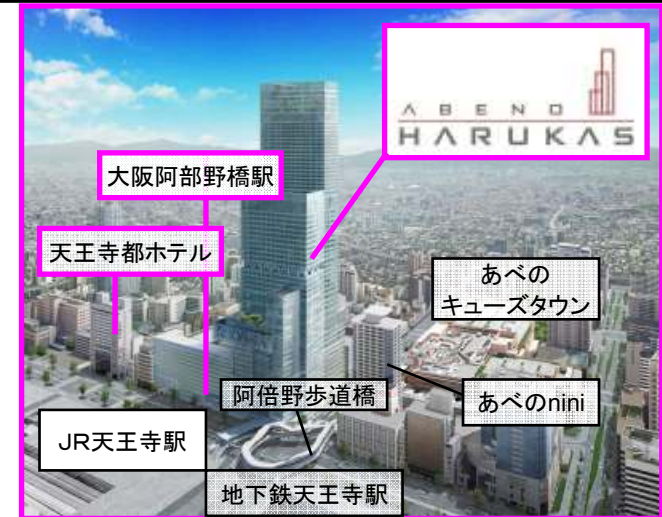 ABENO
HARUKAS
大阪阿部野橋駅
天王寺都ホテル
あべの
キューズタウン
阿倍野歩道橋
あべのnini
JR天王寺駅
地下鉄天王寺駅